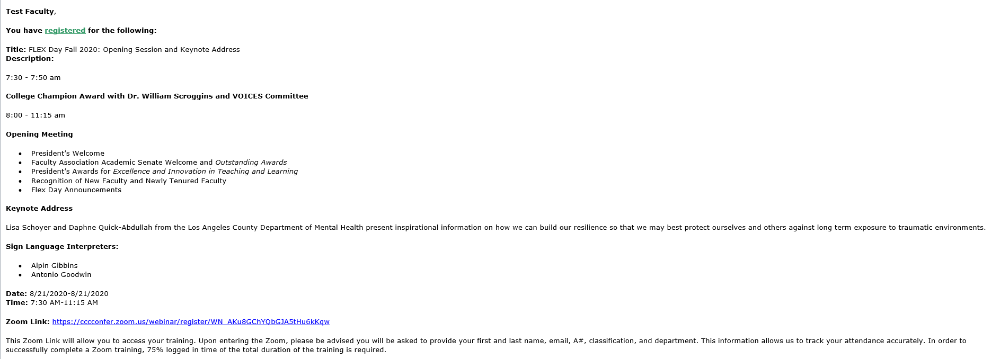 Test Faculty,
You have registered for the following:
Title: FLEX Day Fall 2020: Opening Session and Keynote Address
Description:
7:30 - 7:50 am
College Champion Award with Dr. William Scroggins and VOICES Committee
8:00 - 11:15 am
Opening Meeting
• President’s Welcome
• Faculty Association Academic Senate Welcome and Outstanding Awards
• President’s Awards for Excellence and Innovation in Teaching and Learning
• Recognition of New Faculty and Newly Tenured Faculty
• Flex Day Announcements
Keynote Address
Lisa Schoyer and Daphne Quick-Abdullah from the Los Angeles County Department of Mental Health present inspirational information on how we can build our resilience so that we may best protect ourselves and others against long term exposure to traumatic environments.
Sign Language Interpreters:
• Alpin Gibbins
• Antonio Goodwin
Date: 8/21/2020-8/21/2020
Time: 7:30 AM-11:15 AM
Zoom Link: https://cccconfer.zoom.us/webinar/register/WN_AKu8GChYQbGJA5tHu6kKqw
This Zoom Link will allow you to access your training. Upon entering the Zoom, please be advised you will be asked to provide your first and last name, email, A#, classification, and department. This information allows us to track your attendance accurately. In order to
successfully complete a Zoom training, 75% logged in time of the total duration of the training is required.